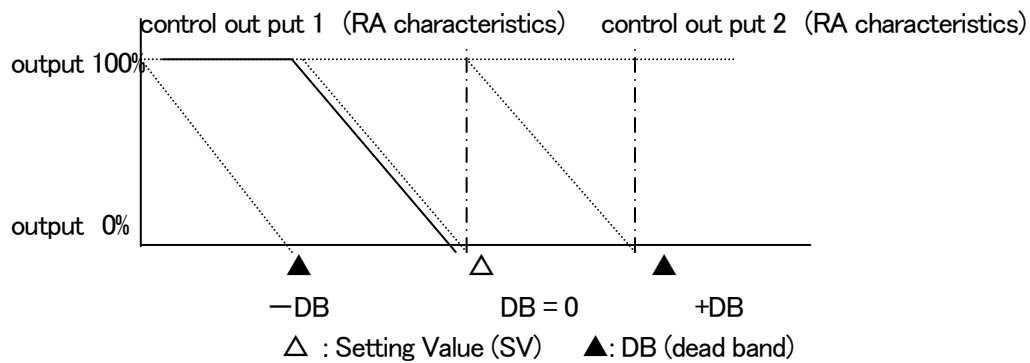 control out put 1 (RA characteristics) control out put 2 (RA characteristics)
output 100%
output 0%
−DB DB = 0 +DB
△ : Setting Value (SV) ▲: DB (dead band)